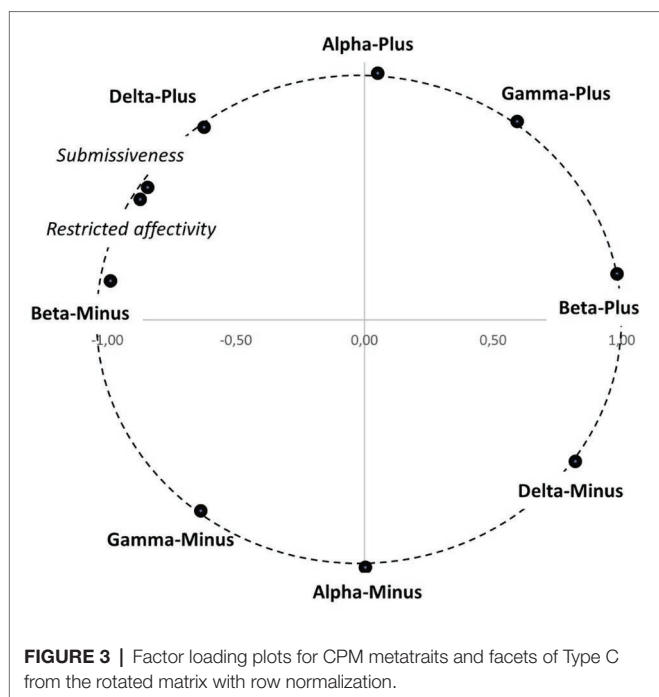 Alpha-Plus
Gamma-Plus
Delta-Plus
Submissiveness
Restricted affectivity
Beta-Minus
Beta-Plus
-1,00 -0,50 0,00 0,50 1,00
Delta-Minus
Gamma-Minus
Alpha-Minus
FIGURE 3 | Factor loading plots for CPM metatraits and facets of Type C
from the rotated matrix with row normalization.